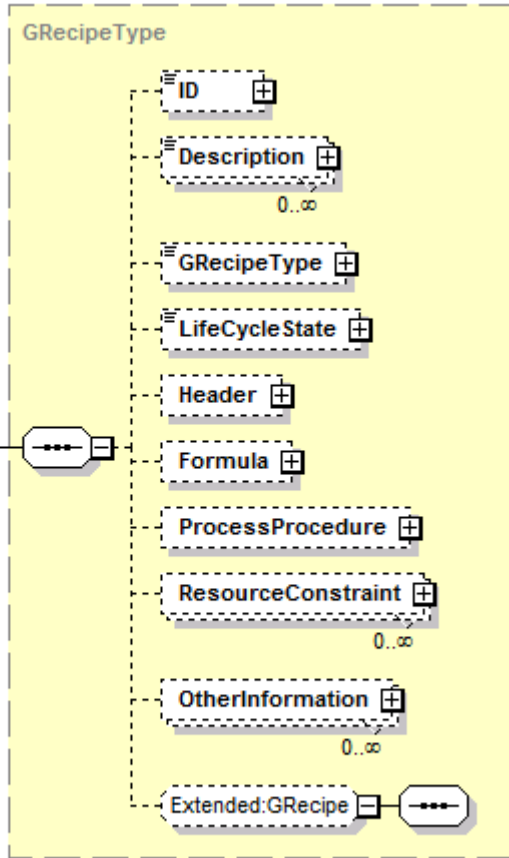 GRecipeType
ID
Description
0..∞
GRecipeType
LifeCycleState
Header
Formula
ProcessProcedure
ResourceConstraint
0..∞
OtherInformation
0..∞
Extended:GRecipe